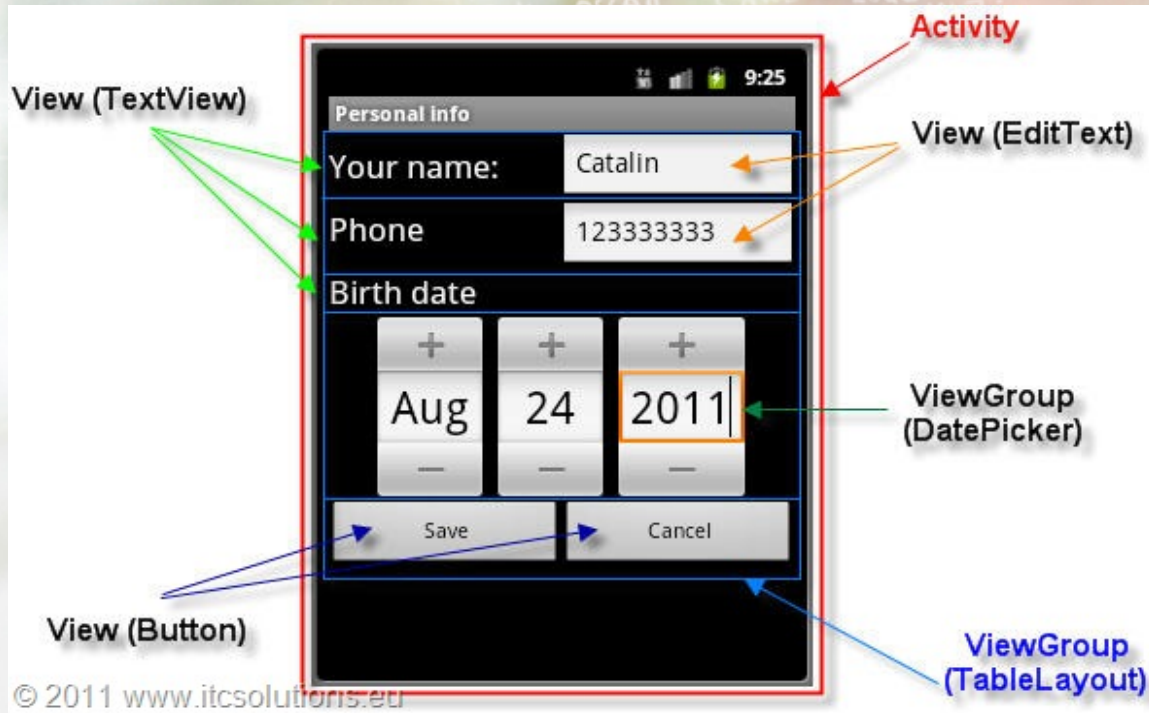 Activity
9:25
View (TextView)
Personal info
View (EditText)
Your name:
Catalin
Phone
123333333
Birth date
+ + +
Aug 24 2011
− − −
ViewGroup
(DatePicker)
Save
Cancel
View (Button)
ViewGroup
(TableLayout)
© 2011 www.itcsolutions.eu